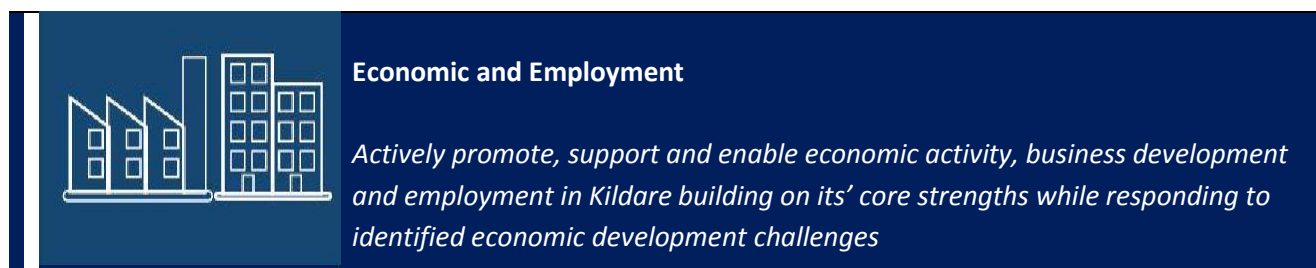 Economic and Employment
Actively promote, support and enable economic activity, business development
and employment in Kildare building on its’ core strengths while responding to
identified economic development challenges